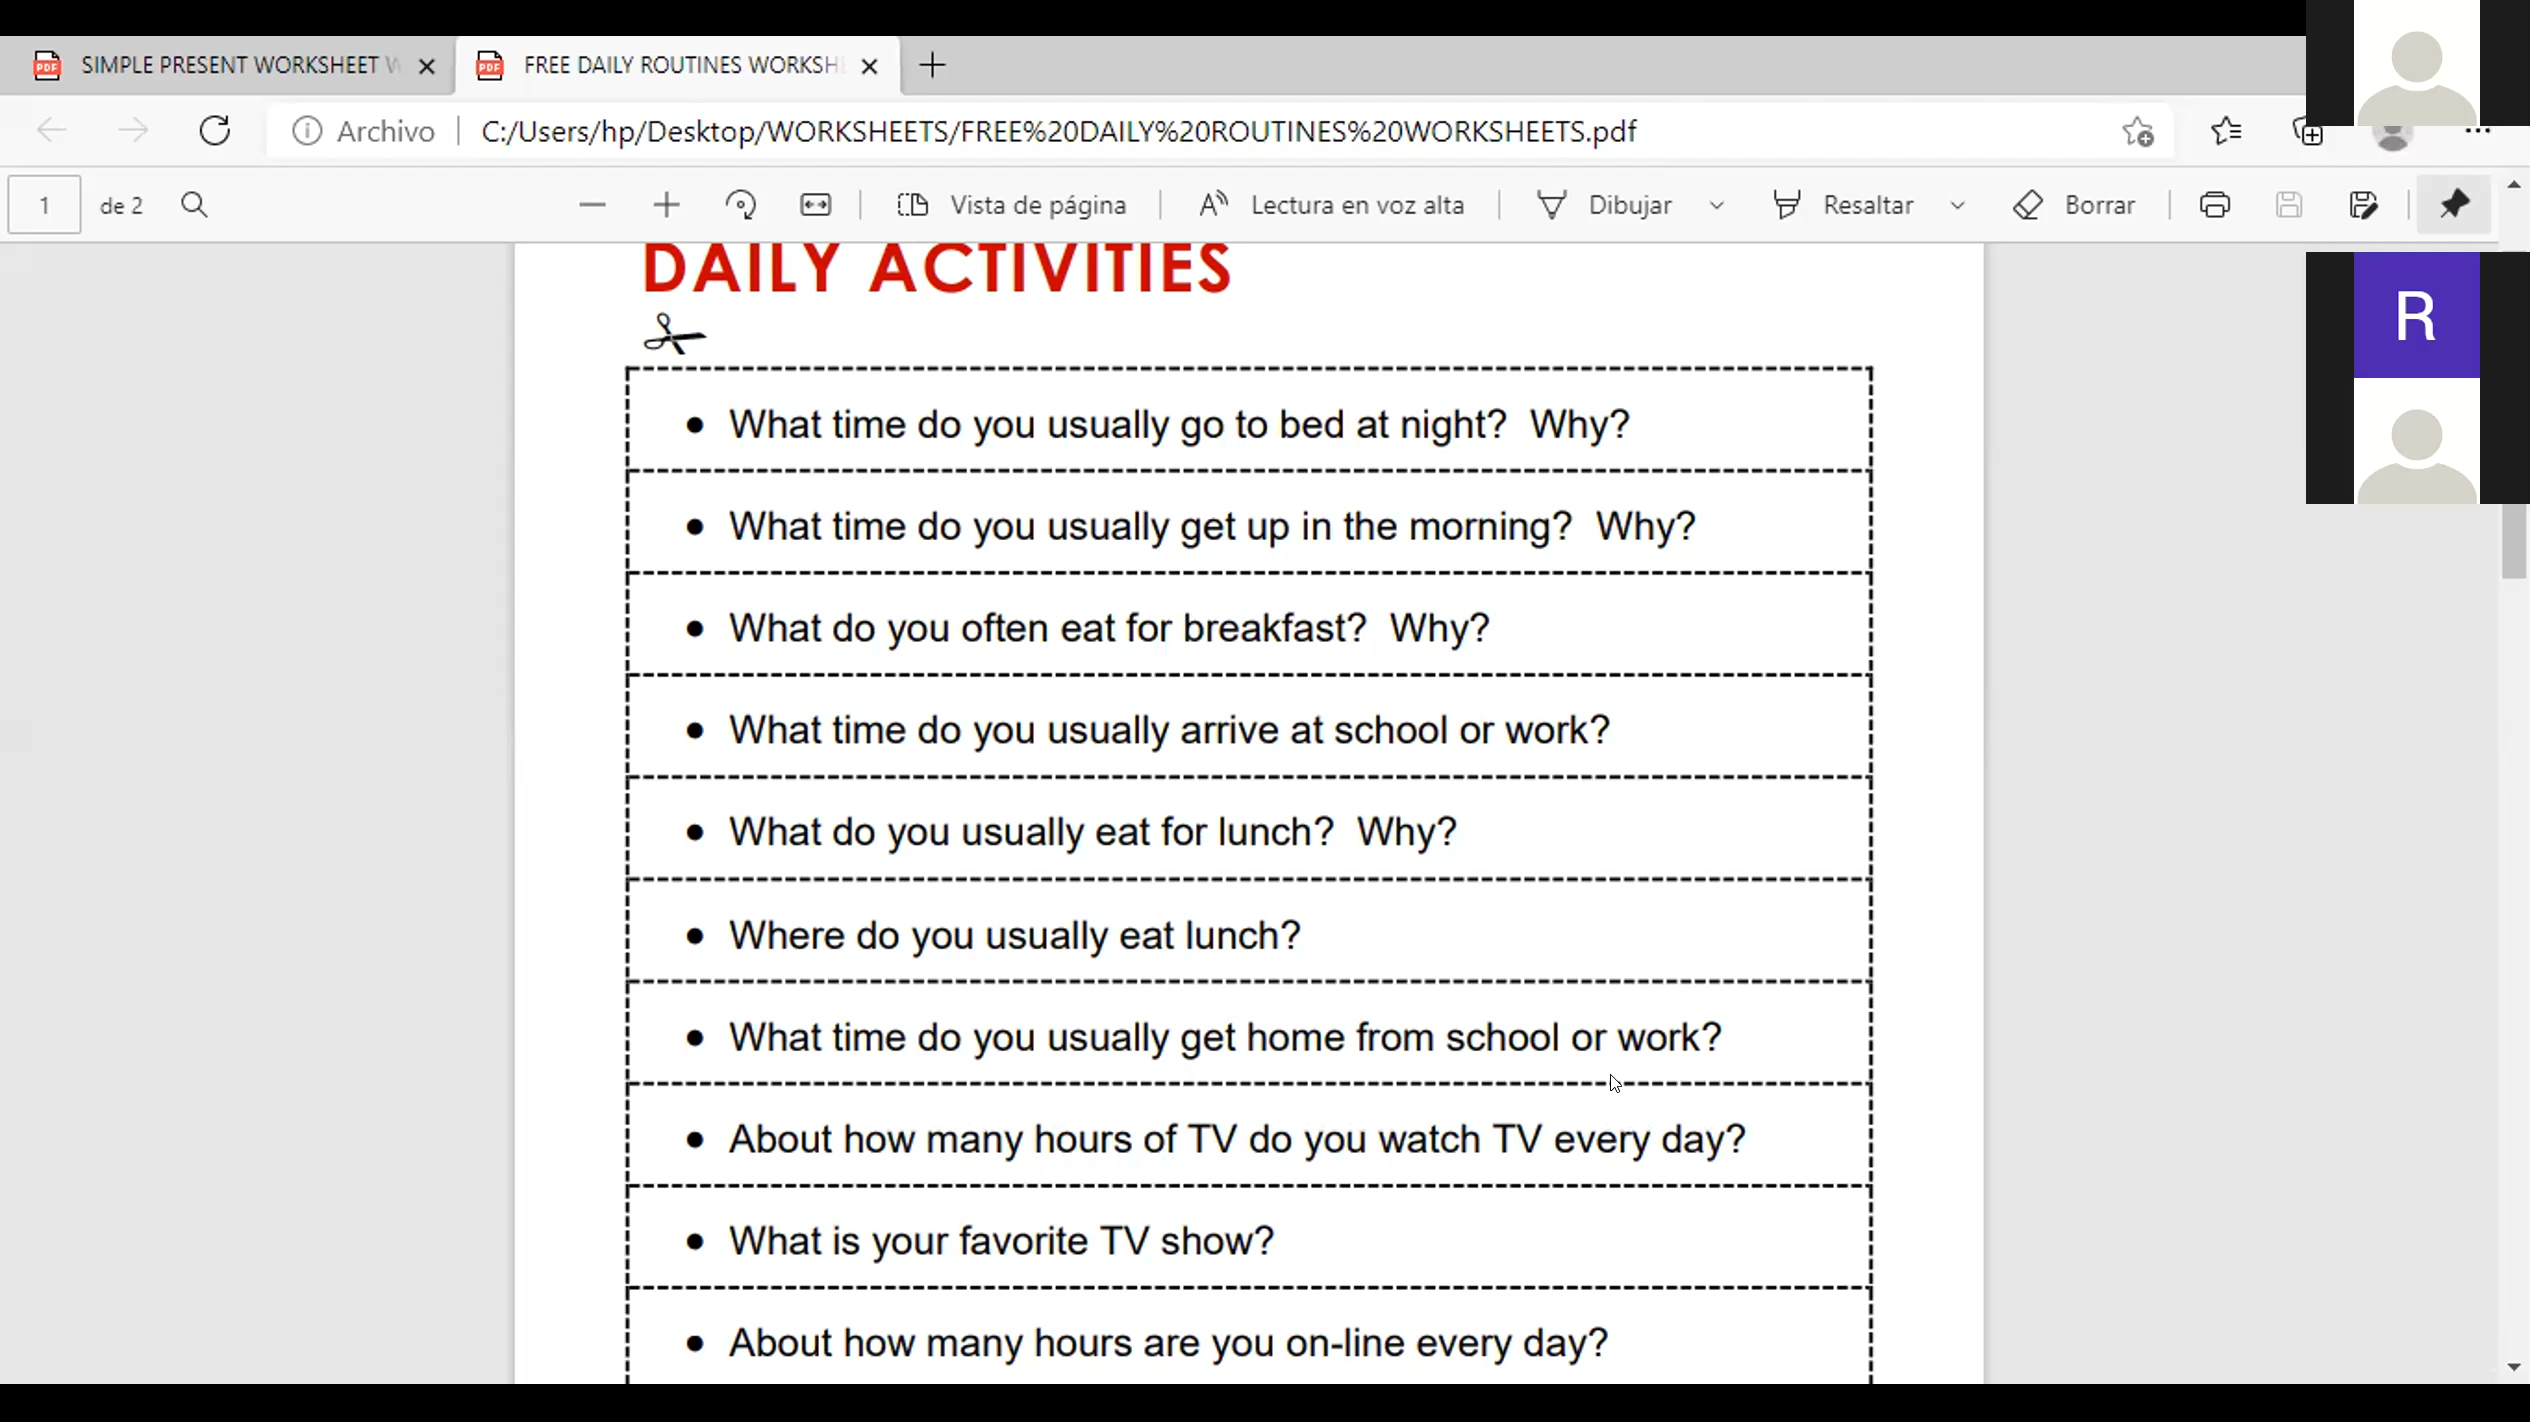 SIMPLE PRESENT WORKSHEET
FREE DAILY ROUTINES WORKSH
Archivo
C:/Users/hp/Desktop/WORKSHEETS/FREE%20DAILY%20ROUTINES%20WORKSHEETS.pdf
1 de 2
Vista de página
Lectura en voz alta
Dibujar
Resaltar
Borrar
R
DAILY ACTIVITIES
• What time do you usually go to bed at night? Why?
• What time do you usually get up in the morning? Why?
• What do you often eat for breakfast? Why?
• What time do you usually arrive at school or work?
• What do you usually eat for lunch? Why?
• Where do you usually eat lunch?
• What time do you usually get home from school or work?
• About how many hours of TV do you watch TV every day?
• What is your favorite TV show?
• About how many hours are you on-line every day?